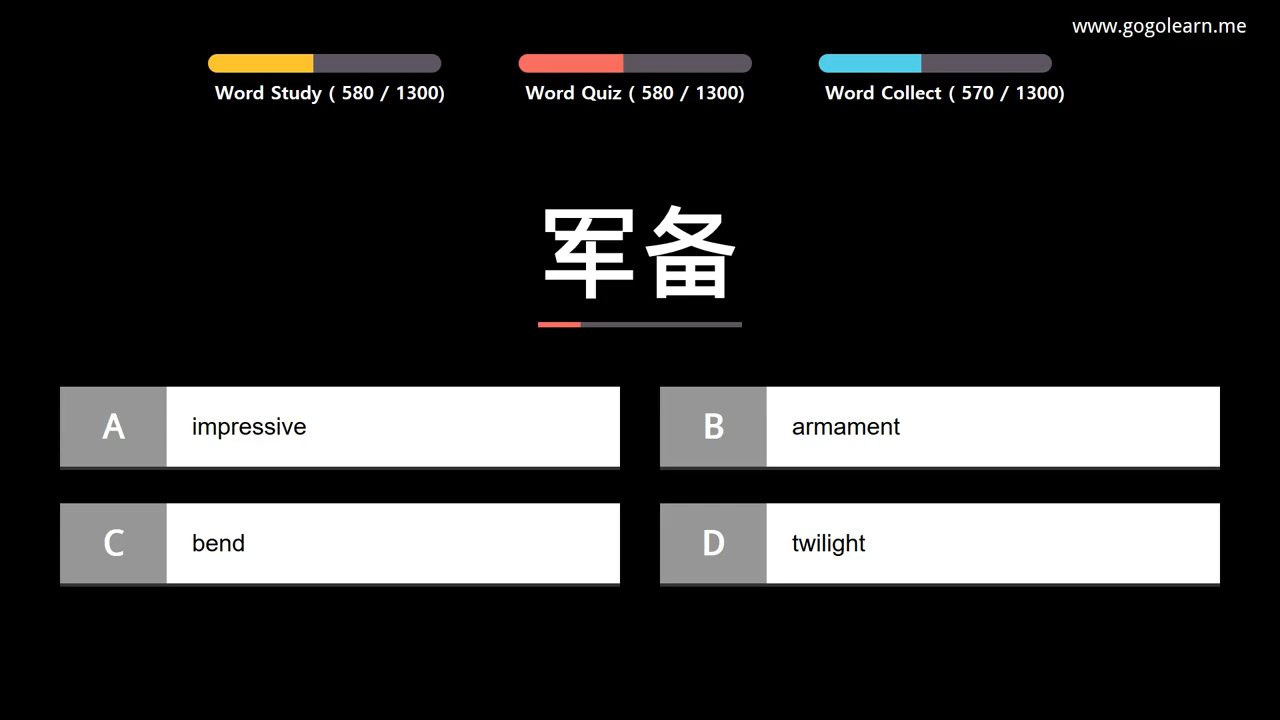 www.gogolearn.me
Word Study ( 580 / 1300)
Word Quiz ( 580 / 1300)
Word Collect ( 570 / 1300)
军备
A impressive
B armament
C bend
D twilight